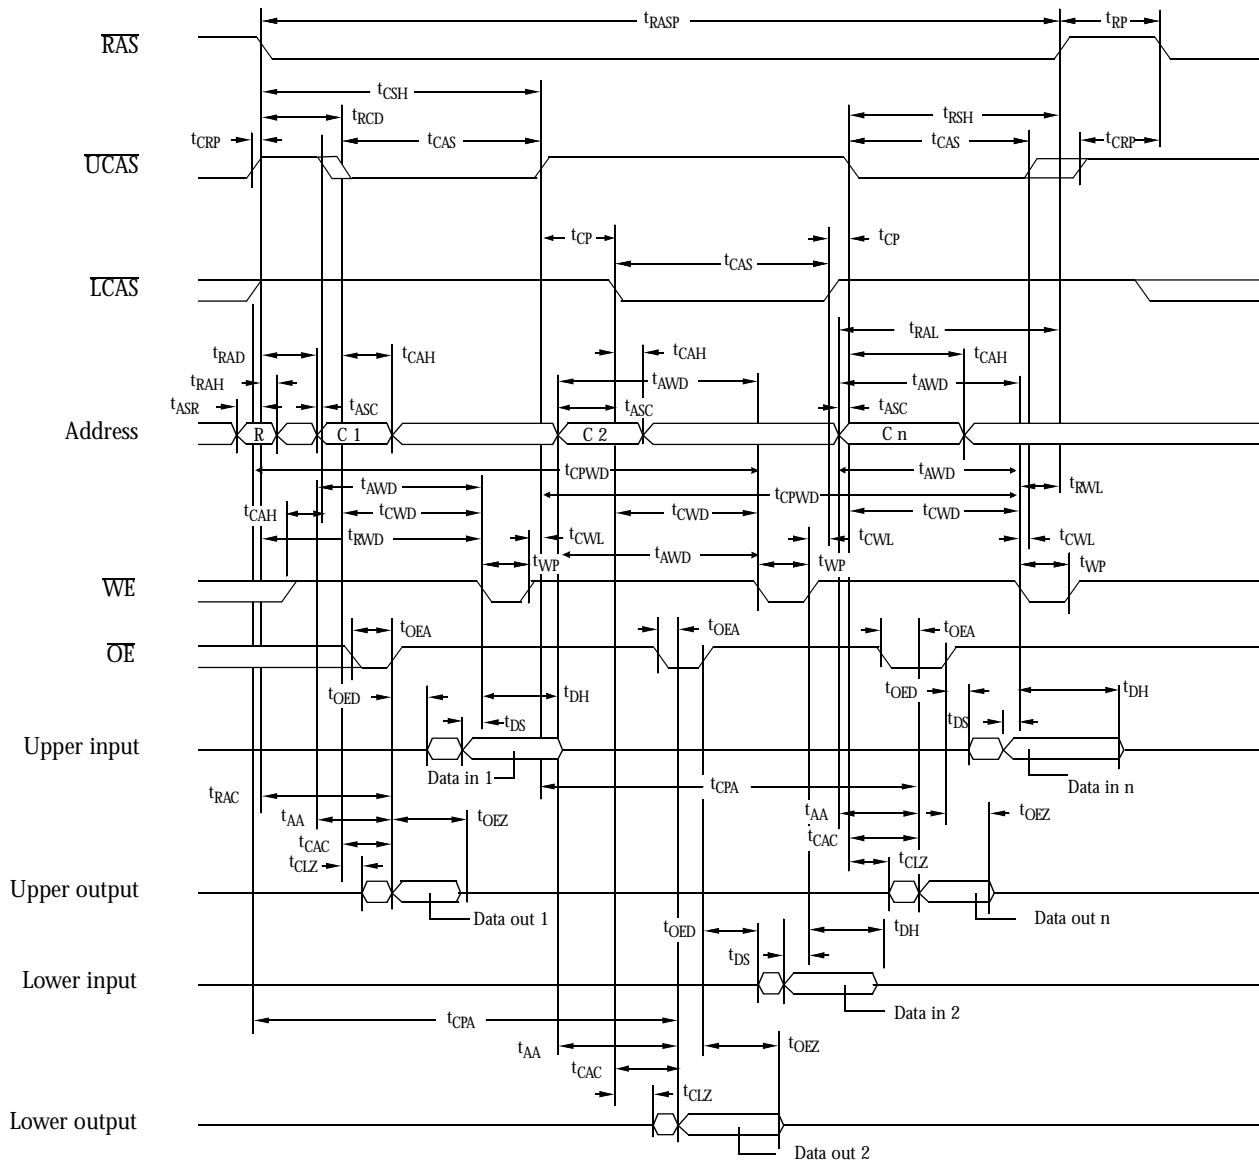 tRASP
tRP
RAS
tCSH
tRCD
tRSH
tCRP
tCAS
tCAS
tCRP
UCAS
tCP
tCP
tCAS
LCAS
tRAL
tRAD
tCAH
tCAH
tCAH
tRAH
tAWD
tAWD
tASR
tASC
tASC
tASC
Address
R
C 1
C 2
C n
tCPWD
tAWD
tAWD
tRWL
tCPWD
tCAH
tCWD
tCWD
tCWD
tRWD
tCWL
tCWL
tCWL
tAWD
tWP
tWP
tWP
WE
tOEA
tOEA
tOEA
OE
tOED
tDH
tOED
tDH
tDS
tDS
Upper input
Data in 1
Data in n
tCPA
tRAC
tAA
tOEZ
tAA
tOEZ
tCAC
tCAC
tCLZ
tCLZ
Upper output
Data out 1
Data out n
tOED
tDH
tDS
Lower input
Data in 2
tCPA
tAA
tOEZ
tCAC
tCLZ
Lower output
Data out 2